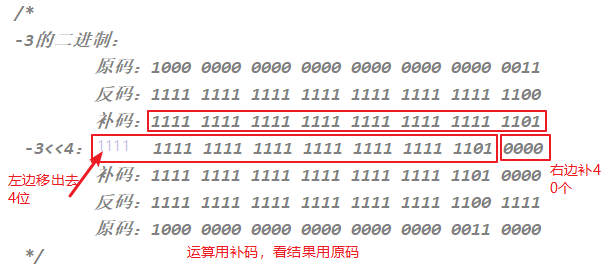 /*
-3的二进制:
原码: 1000 0000 0000 0000 0000 0000 0000 0011
反码: 1111 1111 1111 1111 1111 1111 1111 1100
补码: 1111 1111 1111 1111 1111 1111 1111 1101
-3<<4: 1111 1111 1111 1111 1111 1111 1111 1101 0000
左边移出去
4位
右边补4
0个
补码: 1111 1111 1111 1111 1111 1111 1101 0000
反码: 1111 1111 1111 1111 1111 1111 1100 1111
原码: 1000 0000 0000 0000 0000 0000 0011 0000
*/
运算用补码，看结果用原码